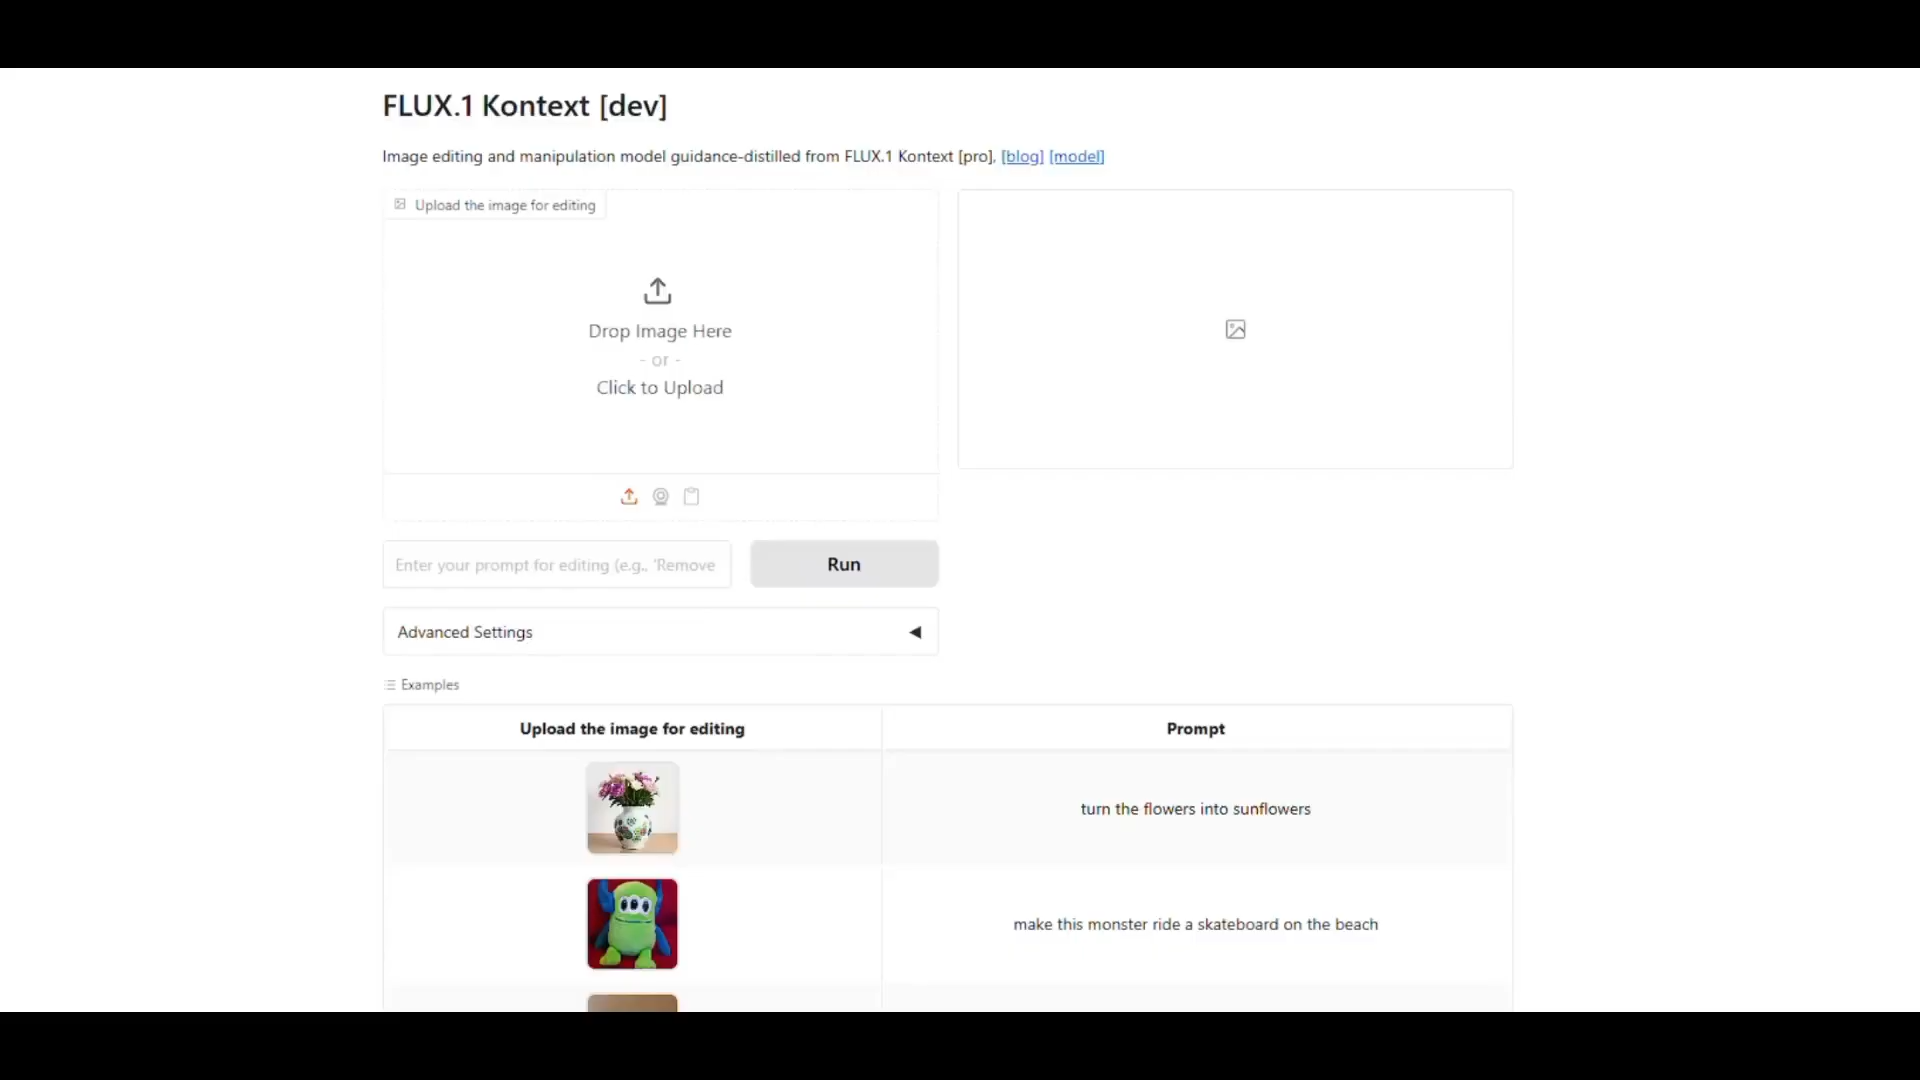 FLUX.1 Kontext [dev]
Image editing and manipulation model guidance-distilled from FLUX.1 Kontext [pro], [blog] [model]
Upload the image for editing
Drop Image Here
- or -
Click to Upload
Enter your prompt for editing (e.g., 'Remove
Run
Advanced Settings
Examples
Upload the image for editing
Prompt
turn the flowers into sunflowers
make this monster ride a skateboard on the beach